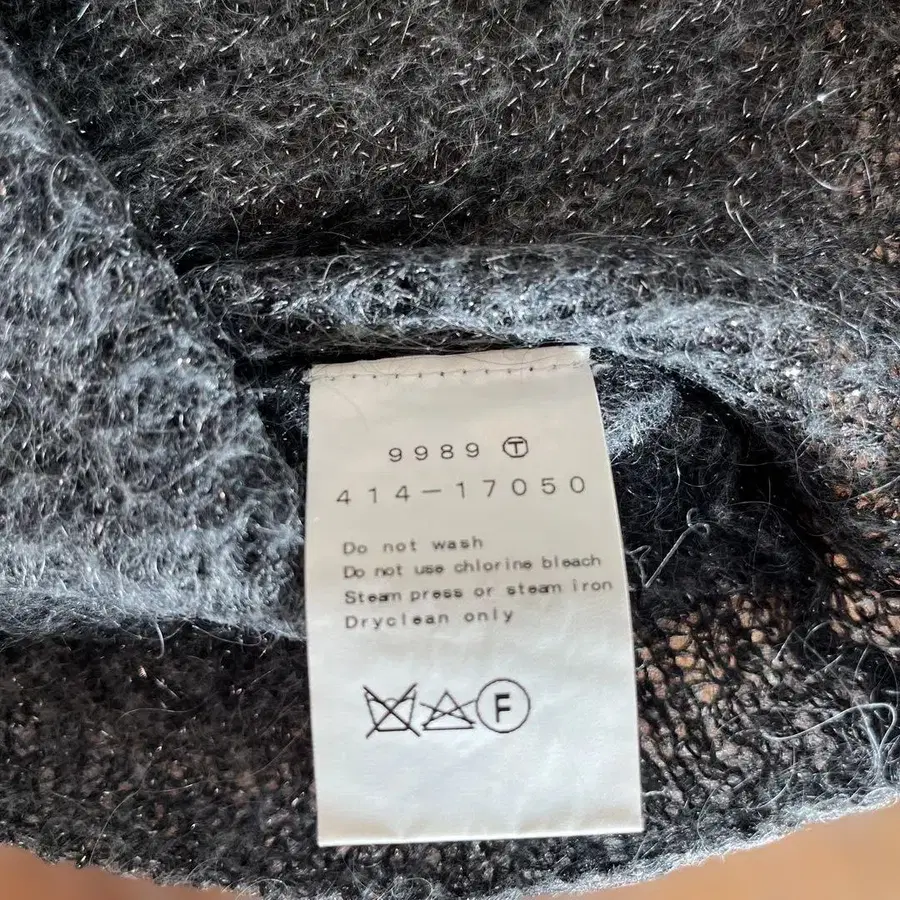 9989 Ⓣ
414-17050
Do not wash
Do not use chlorine bleach
Steam press or steam iron
Dryclean only
F